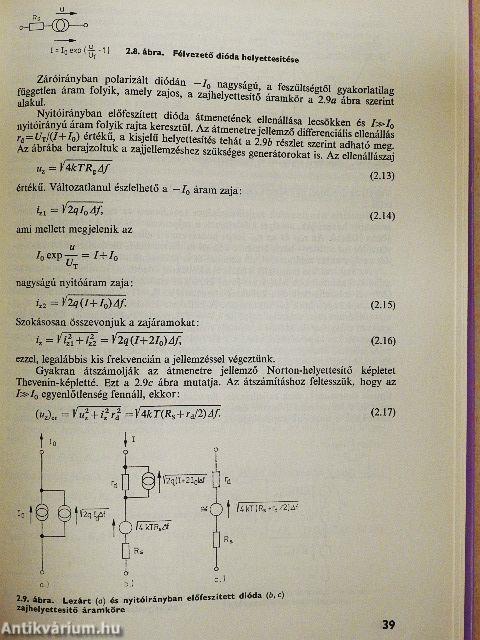 u
Rs
I = I₀ exp (u/U_T -1)
2.8. ábra. Félvezető dióda helyettesítése
Záróirányban polarizált diódán −I₀ nagyságú, a feszültségtől gyakorlatilag
független áram folyik, amely zajos, a zajhelyettesítő áramkör a 2.9a ábra szerint
alakul.
Nyitóirányban előfeszített dióda átmenetének ellenállása lecsökken és I≫I₀
nyitóirányú áram folyik rajta keresztül. Az átmenetre jellemző differenciális ellenállás
r_d=U_T/(I+I₀) értékű, a kisjelű helyettesítés tehát a 2.9b részlet szerint adható meg.
Az ábrába berajzoltuk a zajjellemzéshez szükséges generátorokat is. Az ellenálászaj
u_z = √4kTR_s Δf (2.13)
értékű. Változatlanul észlelhető a −I₀ áram zaja:
i_z1 = √2qI₀Δf, (2.14)
ami mellett megjelenik az
I₀ exp u/U_T = I+I₀
nagyságú nyitóáram zaja:
i_z2 = √2q(I+I₀)Δf. (2.15)
Szokásosan összevonjuk a zajáramokat:
i_z = √i²_z1 + i²_z2 = √2q(I+2I₀)Δf, (2.16)
ezzel, legalábbis kis frekvencián a jellemzéssel végeztünk.
Gyakran átszámolják az átmenetre jellemző Norton-helyettesítő képletet
Thevenin-képletté. Ezt a 2.9c ábra mutatja. Az átszámításhoz feltesszük, hogy az
I≫I₀ egyenlőtlenség fennáll, ekkor:
(u_z)_er = √u²_z + i²_z r²_d = √4kT(R_s+r_d/2)Δf. (2.17)
I₀
I
I₀
√2qI₀Δf
r_d
√2q(I+2I₀)Δf
√4kTR_sΔf
R_s
r_d
√4kT(R_s+r_d/2)Δf
R_s
a.)
b.)
c.)
2.9. ábra. Lezárt (a) és nyitóirányban előfeszített dióda (b, c)
zajhelyettesítő áramköre
39
Antikvárium.hu